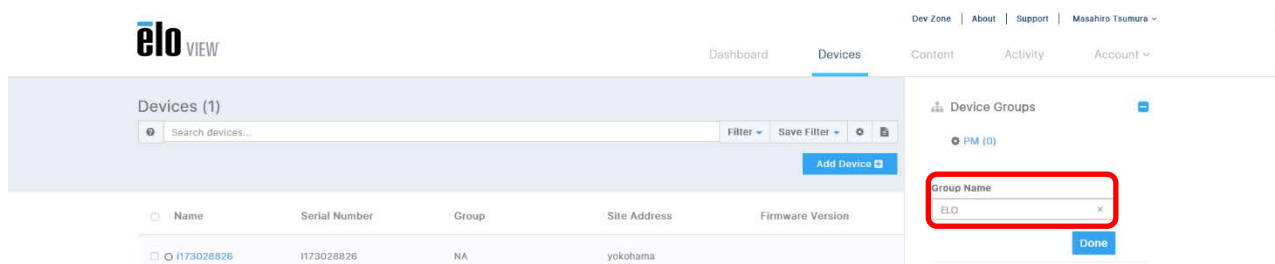 Dev Zone | About | Support | Masahiro Tsumura
ēlo VIEW
Dashboard Devices Content Activity Account
Devices (1)
Device Groups
Search devices...
Filter Save Filter
PM (0)
Add Device
Group Name
ELO
Name Serial Number Group Site Address Firmware Version
Done
i173028826 I173028826 NA yokohama